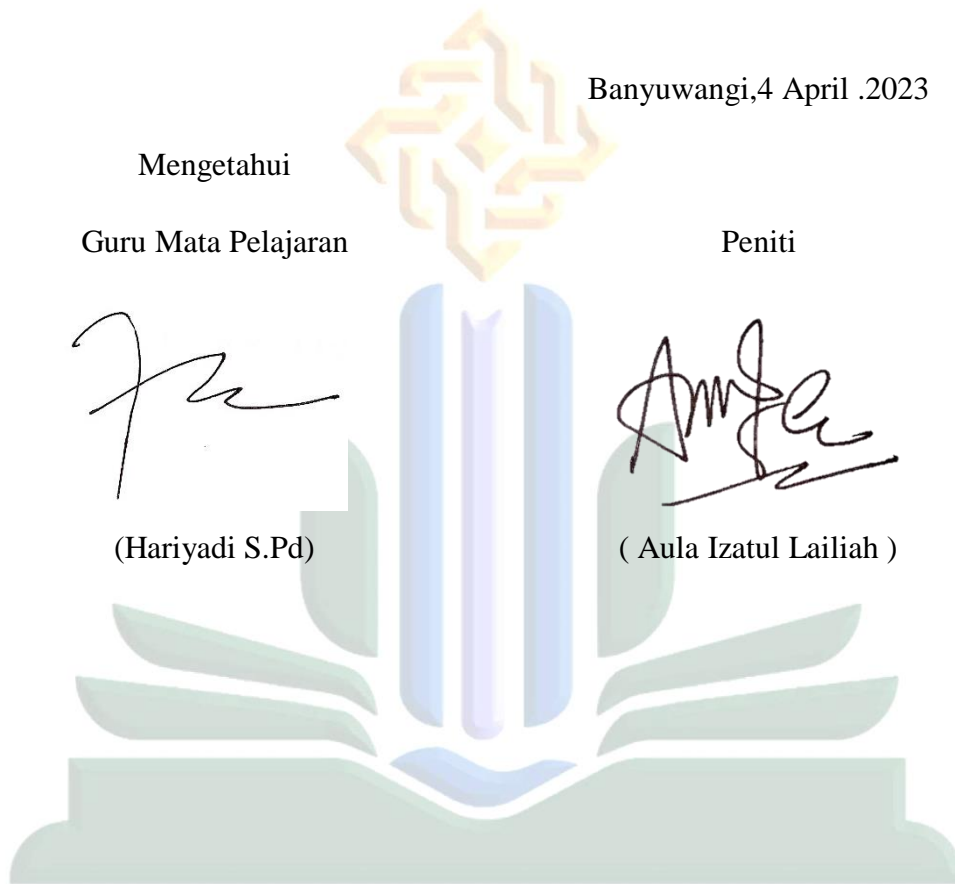 Banyuwangi,4 April .2023
Mengetahui
Guru Mata Pelajaran
Peniti
(Hariyadi S.Pd)
( Aula Izatul Lailiah )